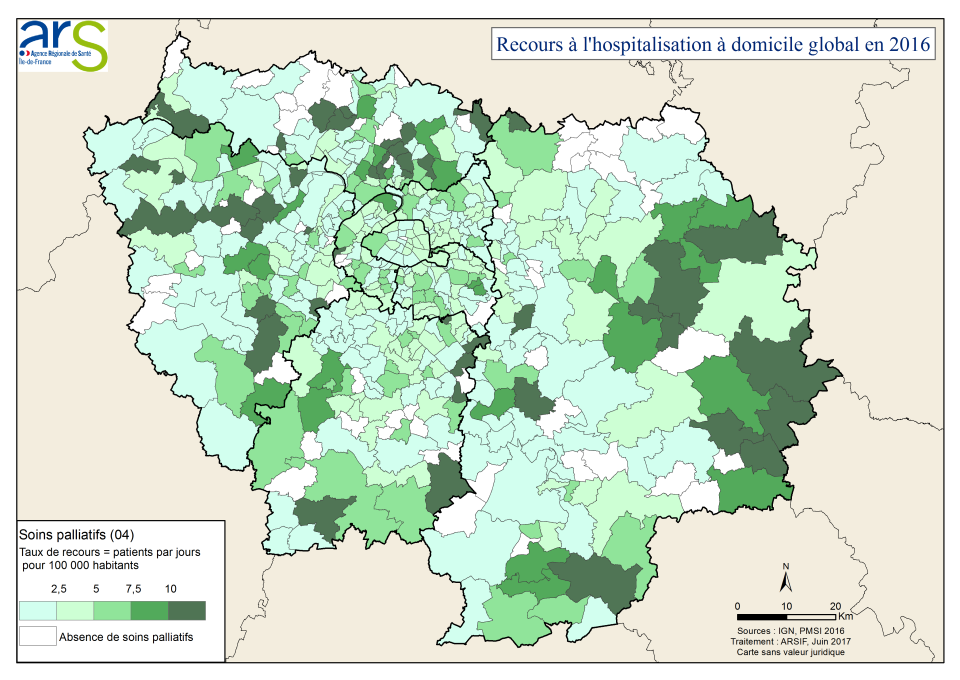 ars
Agence Régionale de Santé
Île-de-France
Recours à l'hospitalisation à domicile global en 2016
Soins palliatifs (04)
Taux de recours = patients par jours
pour 100 000 habitants
2,5 5 7,5 10
Absence de soins palliatifs
N
0 10 20
Km
Sources : IGN, PMSI 2016
Traitement : ARSIF, Juin 2017
Carte sans valeur juridique